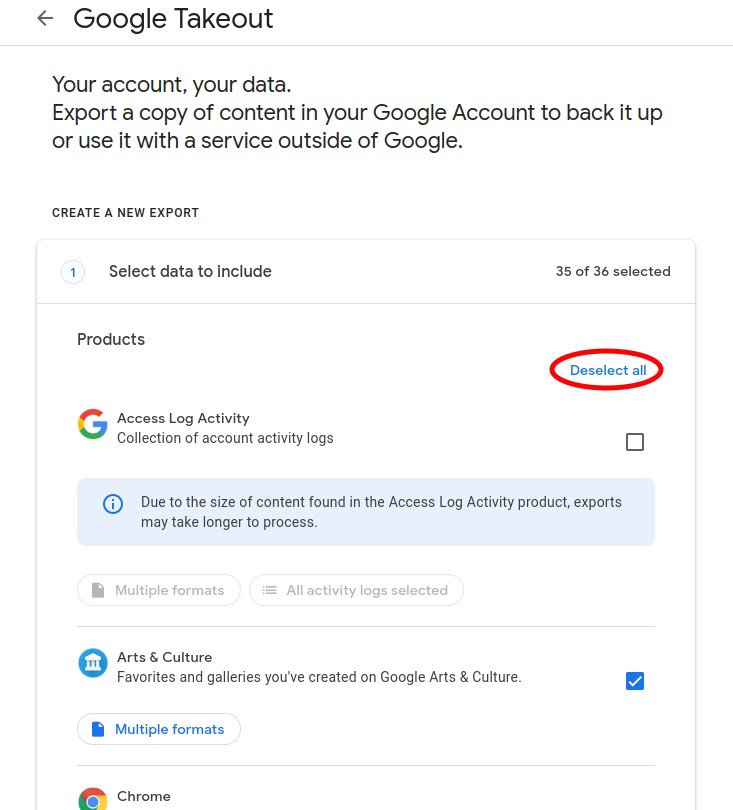 Google Takeout
Your account, your data.
Export a copy of content in your Google Account to back it up
or use it with a service outside of Google.
CREATE A NEW EXPORT
1 Select data to include 35 of 36 selected
Products
Deselect all
Access Log Activity
Collection of account activity logs
Due to the size of content found in the Access Log Activity product, exports
may take longer to process.
Multiple formats All activity logs selected
Arts & Culture
Favorites and galleries you've created on Google Arts & Culture.
Multiple formats
Chrome